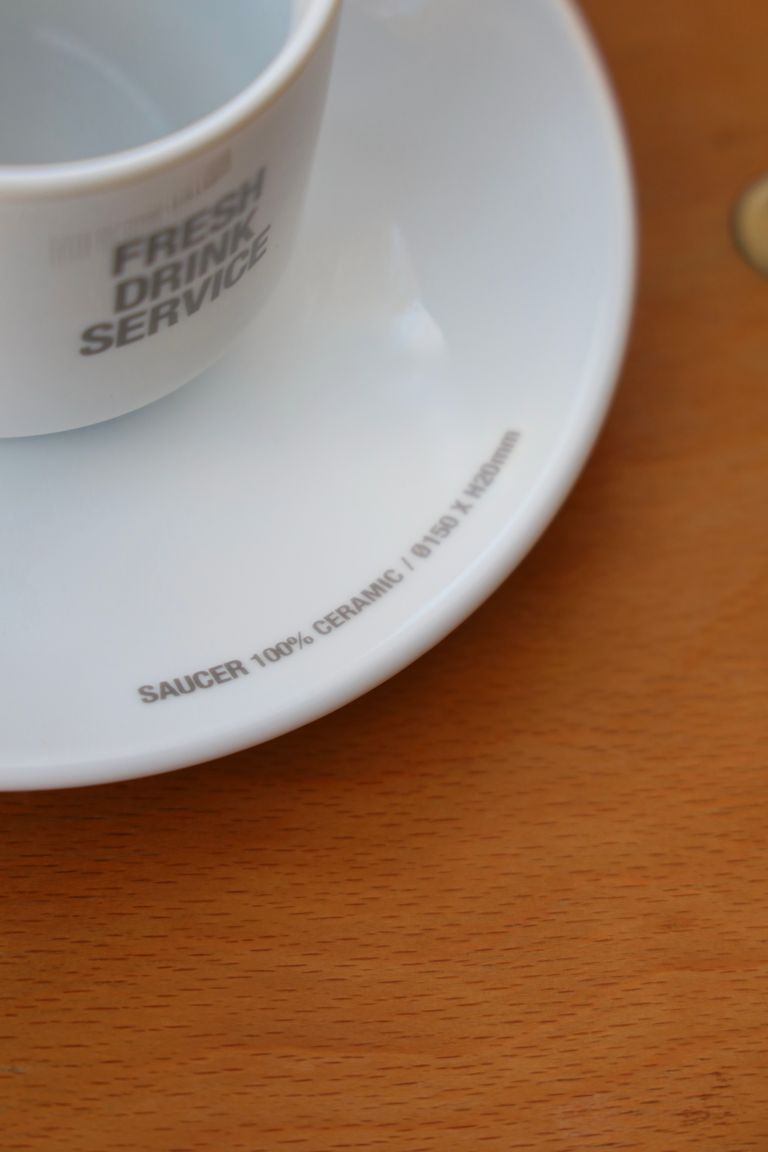 FRESH
DRINK
SERVICE
SAUCER 100% CERAMIC / Ø150 X H20mm